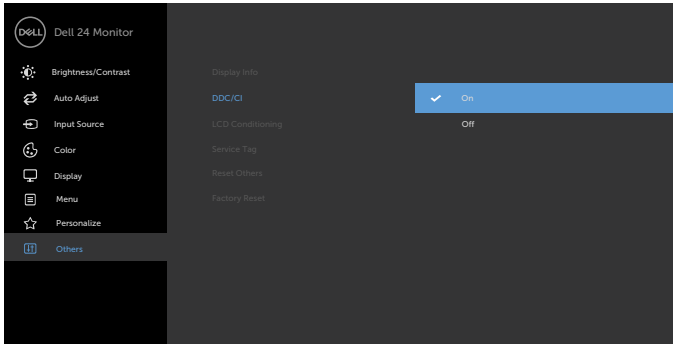 DELL
Dell 24 Monitor
Brightness/Contrast
Auto Adjust
Input Source
Color
Display
Menu
Personalize
Others
Display Info
DDC/CI
LCD Conditioning
Service Tag
Reset Others
Factory Reset
On
Off